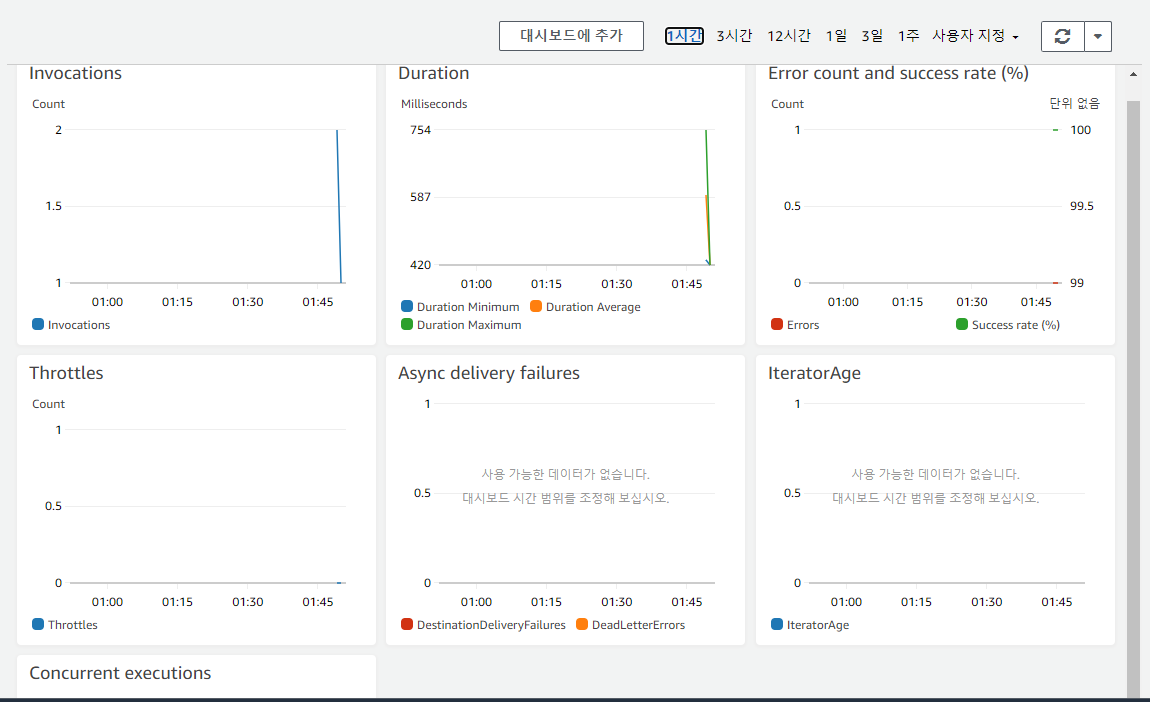 대시보드에 추가 1시간 3시간 12시간 1일 3일 1주 사용자 지정
Invocations
Count
2
1.5
1
01:00 01:15 01:30 01:45
Invocations
Duration
Milliseconds
754
587
420
01:00 01:15 01:30 01:45
Duration Minimum Duration Average
Duration Maximum
Error count and success rate (%)
Count 단위 없음
1 100
0.5 99.5
0 99
01:00 01:15 01:30 01:45
Errors Success rate (%)
Throttles
Count
1
0.5
0
01:00 01:15 01:30 01:45
Throttles
Async delivery failures
1
사용 가능한 데이터가 없습니다.
0.5 대시보드 시간 범위를 조정해 보십시오.
0
01:00 01:15 01:30 01:45
DestinationDeliveryFailures DeadLetterErrors
IteratorAge
1
사용 가능한 데이터가 없습니다.
0.5 대시보드 시간 범위를 조정해 보십시오.
0
01:00 01:15 01:30 01:45
IteratorAge
Concurrent executions